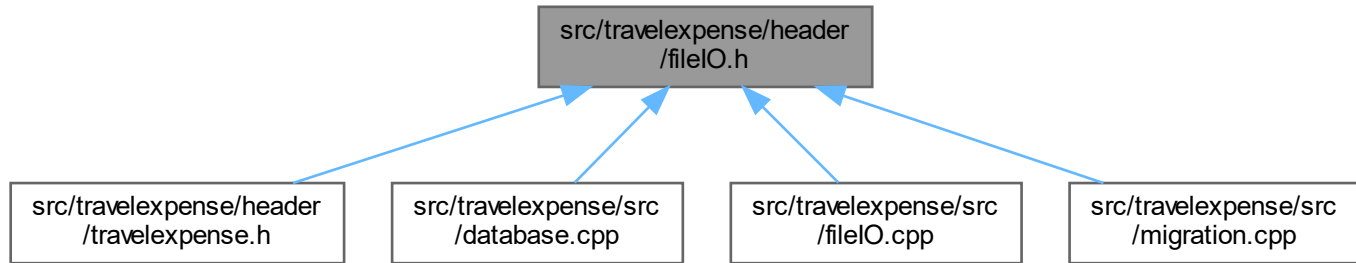 src/travelexpense/header
/fileIO.h
src/travelexpense/header
/travelexpense.h
src/travelexpense/src
/database.cpp
src/travelexpense/src
/fileIO.cpp
src/travelexpense/src
/migration.cpp